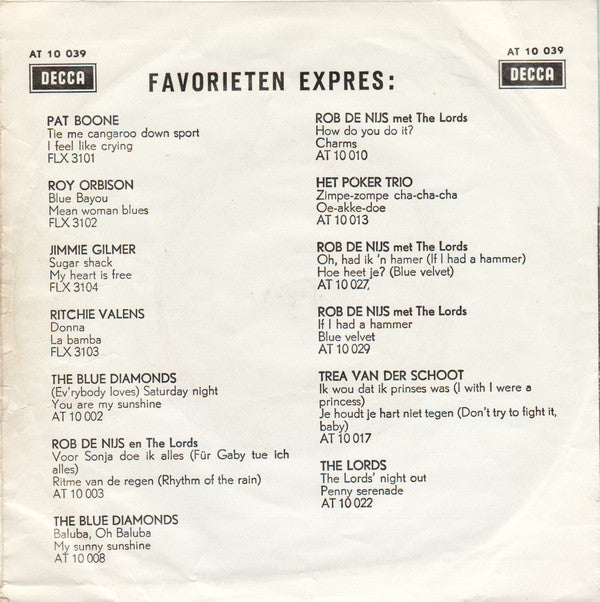 AT 10 039
DECCA
AT 10 039
DECCA
FAVORIETEN EXPRES:
PAT BOONE
Tie me cangaroo down sport
I feel like crying
FLX 3101
ROY ORBISON
Blue Bayou
Mean woman blues
FLX 3102
JIMMIE GILMER
Sugar shack
My heart is free
FLX 3104
RITCHIE VALENS
Donna
La bamba
FLX 3103
THE BLUE DIAMONDS
(Ev'rybody loves) Saturday night
You are my sunshine
AT 10 002
ROB DE NIJS en The Lords
Voor Sonja doe ik alles (Für Gaby tue ich
alles)
Ritme van de regen (Rhythm of the rain)
AT 10 003
THE BLUE DIAMONDS
Baluba, Oh Baluba
My sunny sunshine
AT 10 008
ROB DE NIJS met The Lords
How do you do it?
Charms
AT 10 010
HET POKER TRIO
Zimpe-zompe cha-cha-cha
Oe-akke-doe
AT 10 013
ROB DE NIJS met The Lords
Oh, had ik 'n hamer (If I had a hammer)
Hoe heet je? (Blue velvet)
AT 10 027
ROB DE NIJS met The Lords
If I had a hammer
Blue velvet
AT 10 029
TREA VAN DER SCHOOT
Ik wou dat ik prinses was (I with I were a
princess)
Je houdt je hart niet tegen (Don't try to fight it,
baby)
AT 10 017
THE LORDS
The Lords' night out
Penny serenade
AT 10 022